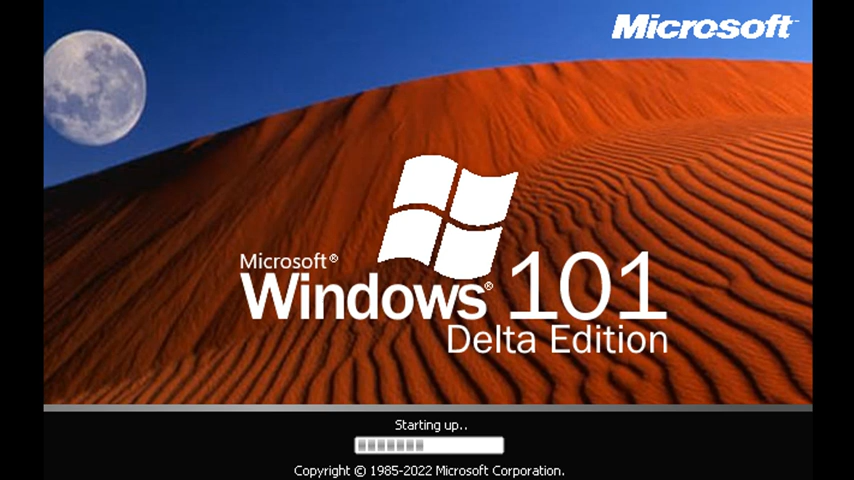 Microsoft
Microsoft®
Windows® 101
Delta Edition
Starting up..
Copyright © 1985-2022 Microsoft Corporation.